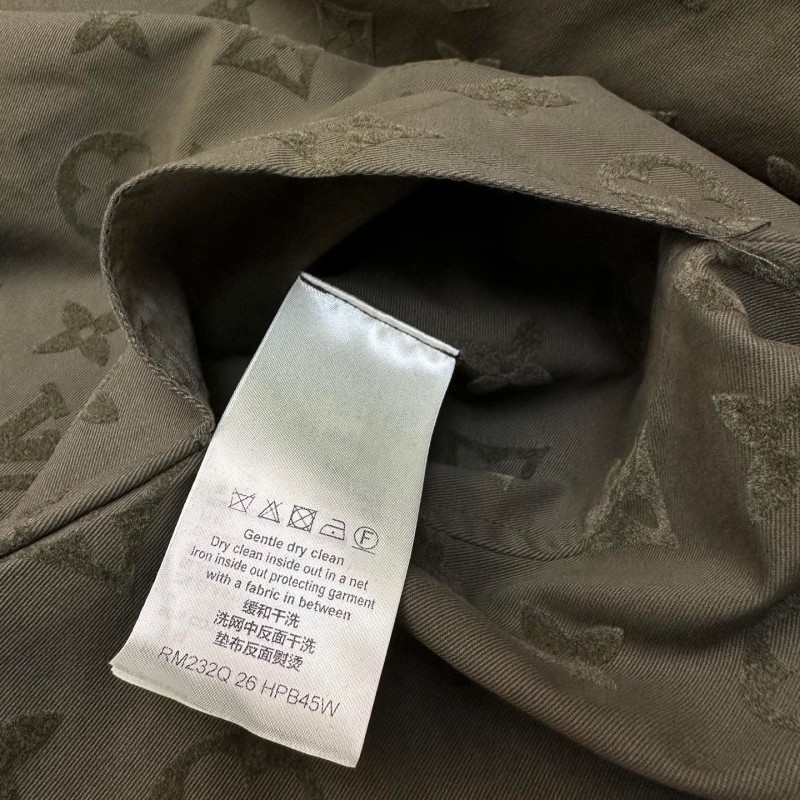 F
Gentle dry clean
Dry clean inside out in a net
Iron inside out protecting garment
with a fabric in between
缓和干洗
洗网中反面干洗
垫布反面熨烫
RM232Q 26 HPB45W